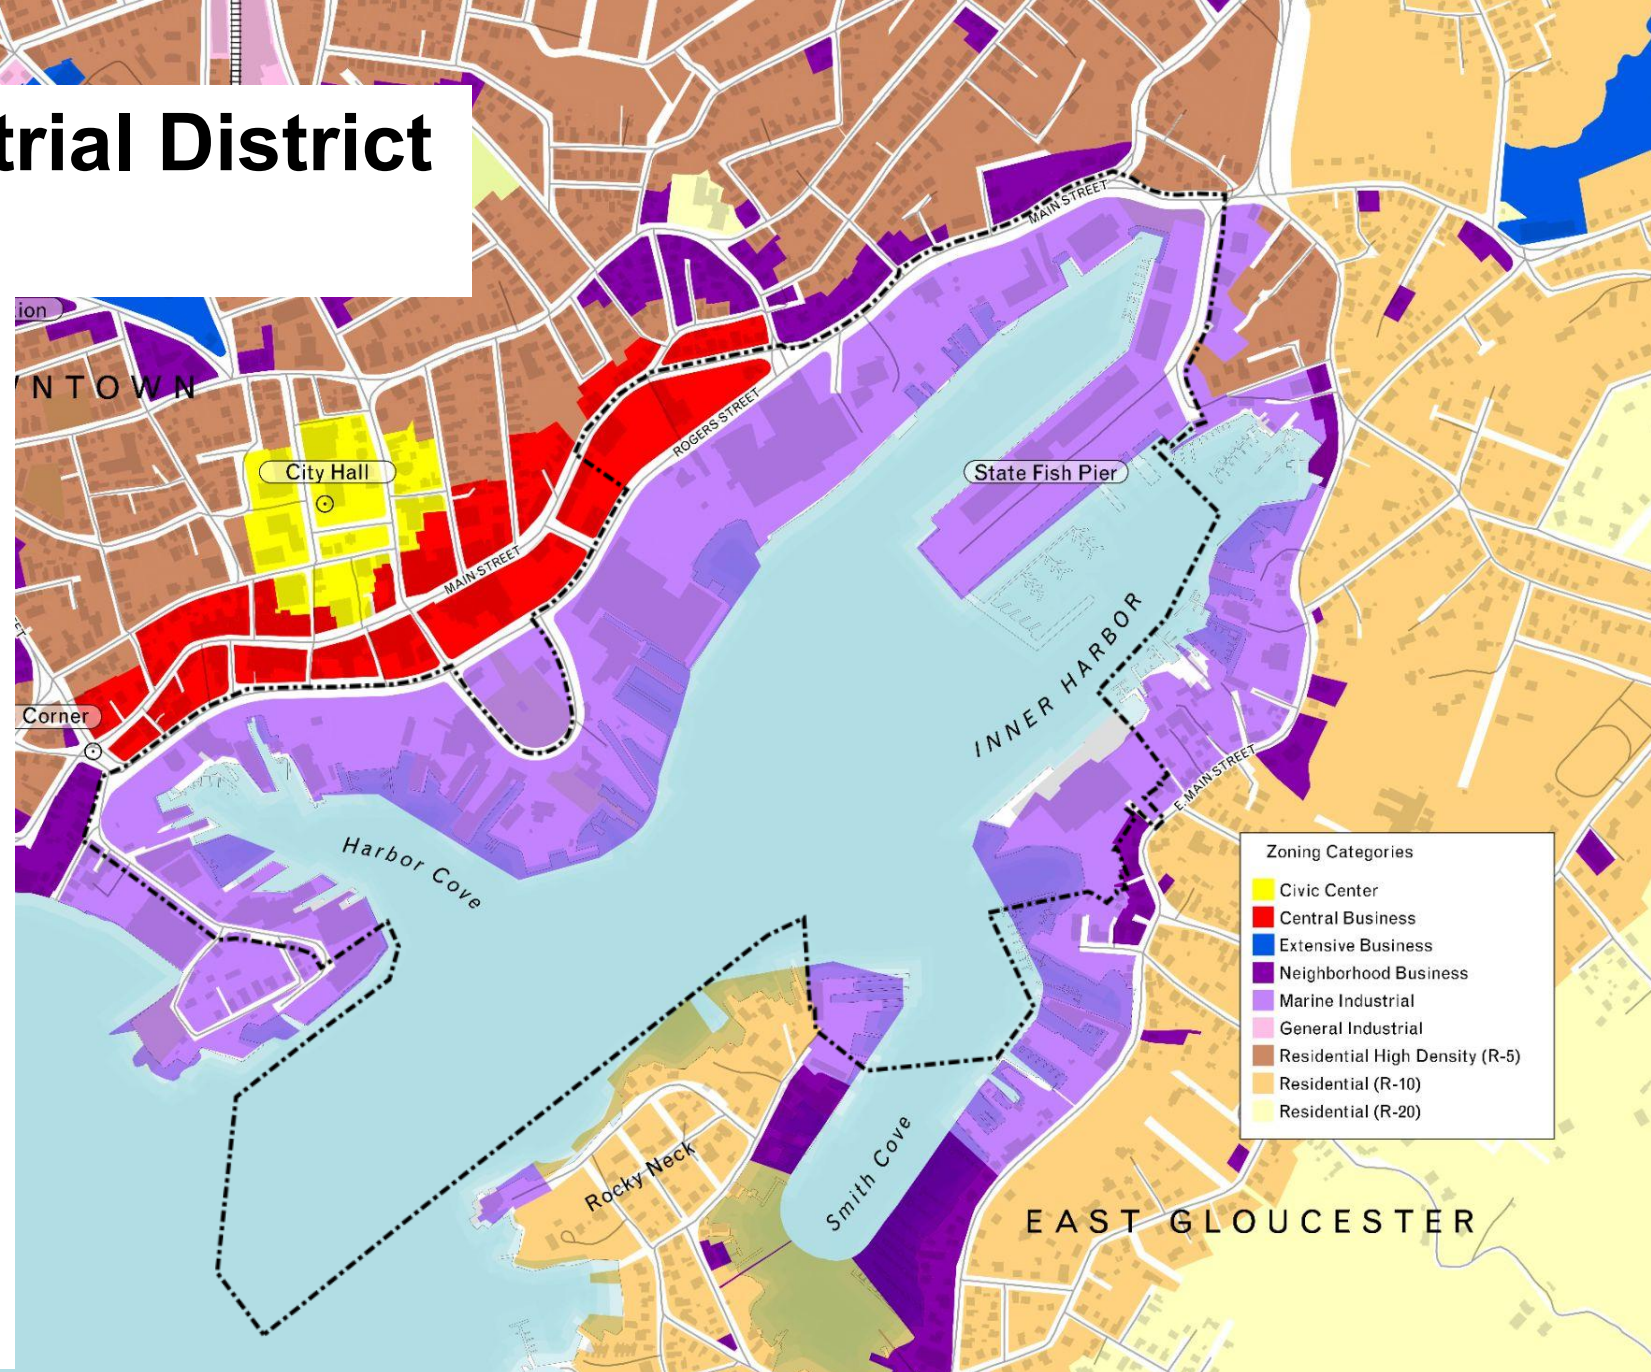 trial District
MAIN STREET
ion
NTOWN
ROGERS STREET
City Hall
State Fish Pier
MAIN STREET
INNER HARBOR
Corner
E. MAIN STREET
Harbor Cove
Zoning Categories
Civic Center
Central Business
Extensive Business
Neighborhood Business
Marine Industrial
General Industrial
Residential High Density (R-5)
Residential (R-10)
Residential (R-20)
Rocky Neck
Smith Cove
EAST GLOUCESTER